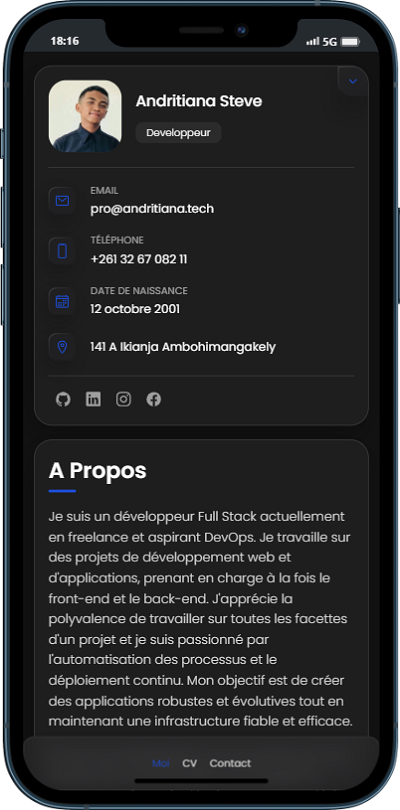 18:16
5G
Andritiana Steve
Developpeur
EMAIL
pro@andritiana.tech
TÉLÉPHONE
+261 32 67 082 11
DATE DE NAISSANCE
12 octobre 2001
141 A Ikianja Ambohimangakely
A Propos
Je suis un développeur Full Stack actuellement
en freelance et aspirant DevOps. Je travaille sur
des projets de développement web et
d'applications, prenant en charge à la fois le
front-end et le back-end. J'apprécie la
polyvalence de travailler sur toutes les facettes
d'un projet et je suis passionné par
l'automatisation des processus et le
déploiement continu. Mon objectif est de créer
des applications robustes et évolutives tout en
maintenant une infrastructure fiable et efficace.
Moi CV Contact